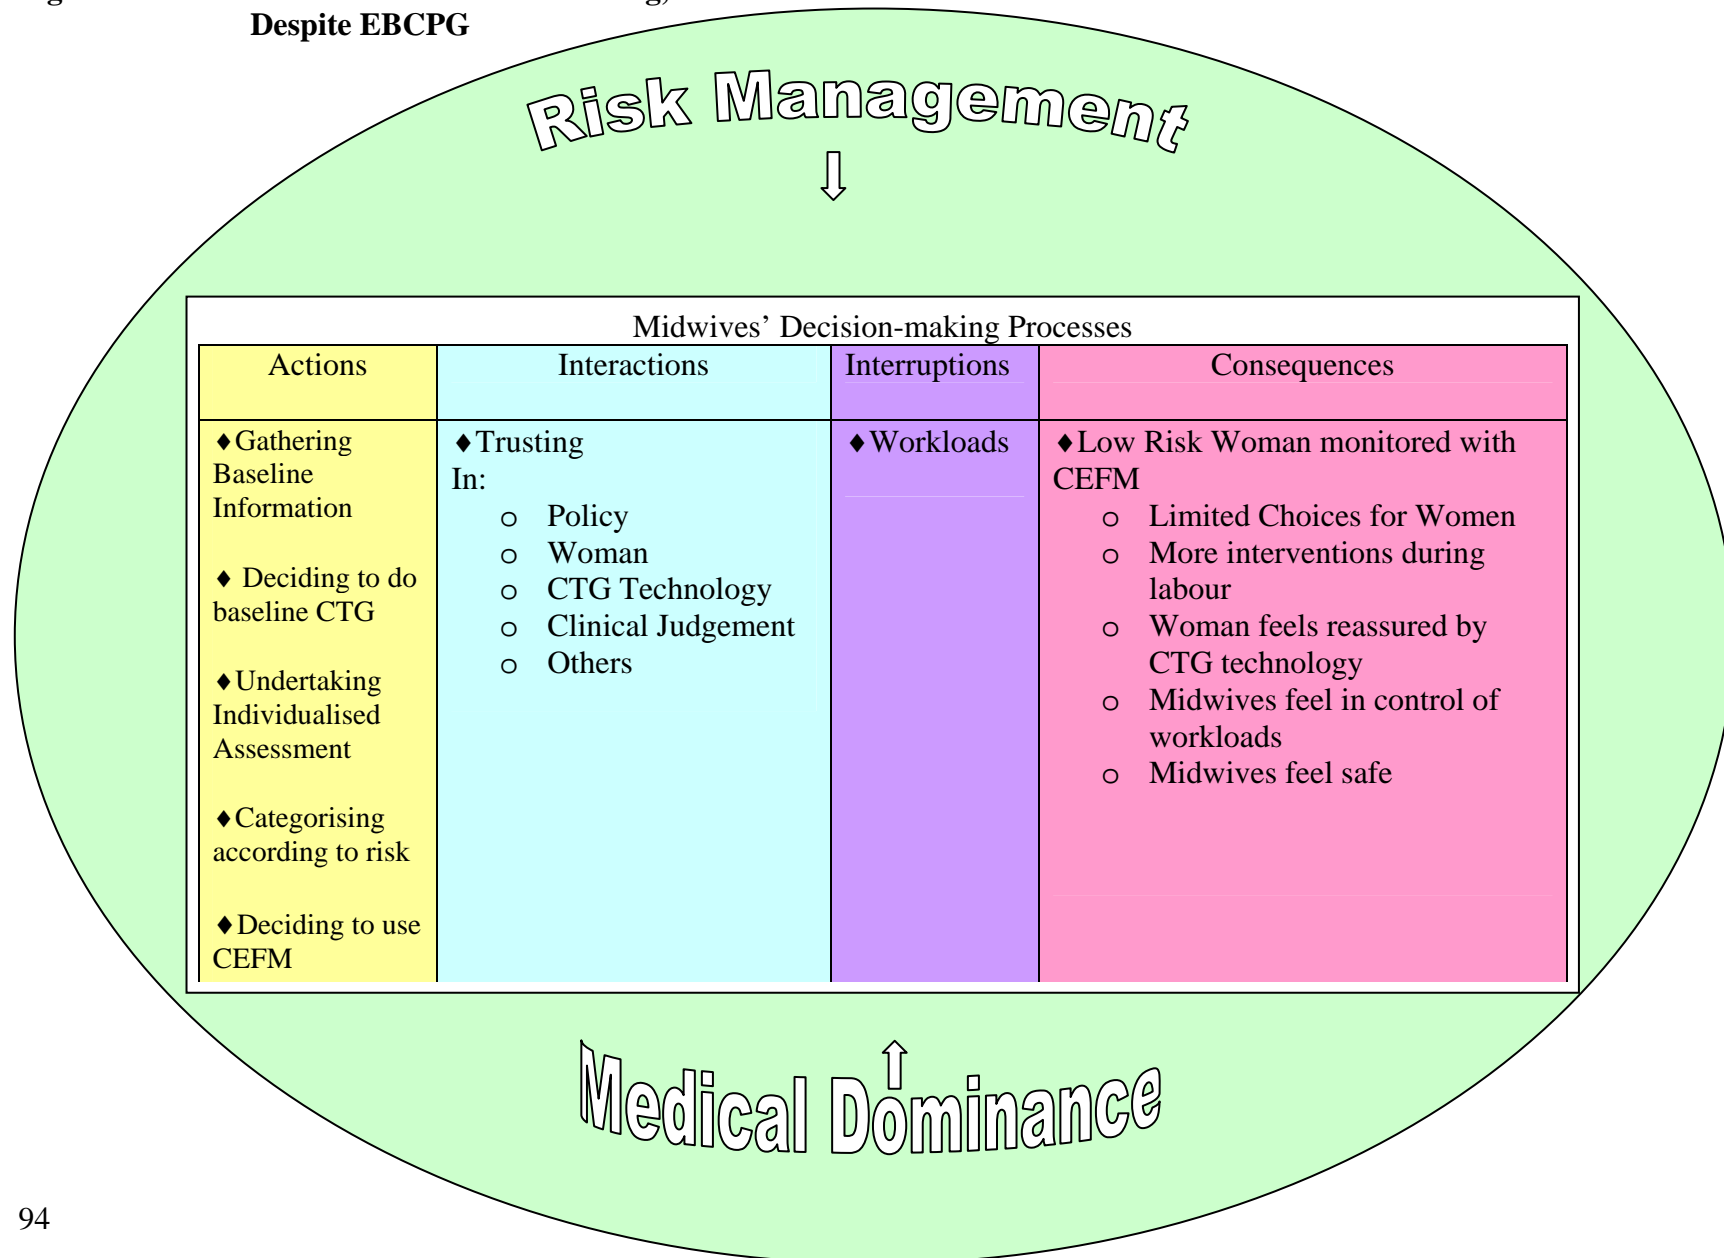 Despite EBCPG
Risk Management
Midwives’ Decision-making Processes
Actions
Interactions
Interruptions
Consequences
♦Gathering
Baseline
Information
♦ Deciding to do
baseline CTG
♦Undertaking
Individualised
Assessment
♦Categorising
according to risk
♦Deciding to use
CEFM
♦Trusting
In:
o Policy
o Woman
o CTG Technology
o Clinical Judgement
o Others
♦Workloads
♦Low Risk Woman monitored with
CEFM
o Limited Choices for Women
o More interventions during
labour
o Woman feels reassured by
CTG technology
o Midwives feel in control of
workloads
o Midwives feel safe
Medical Dominance
94